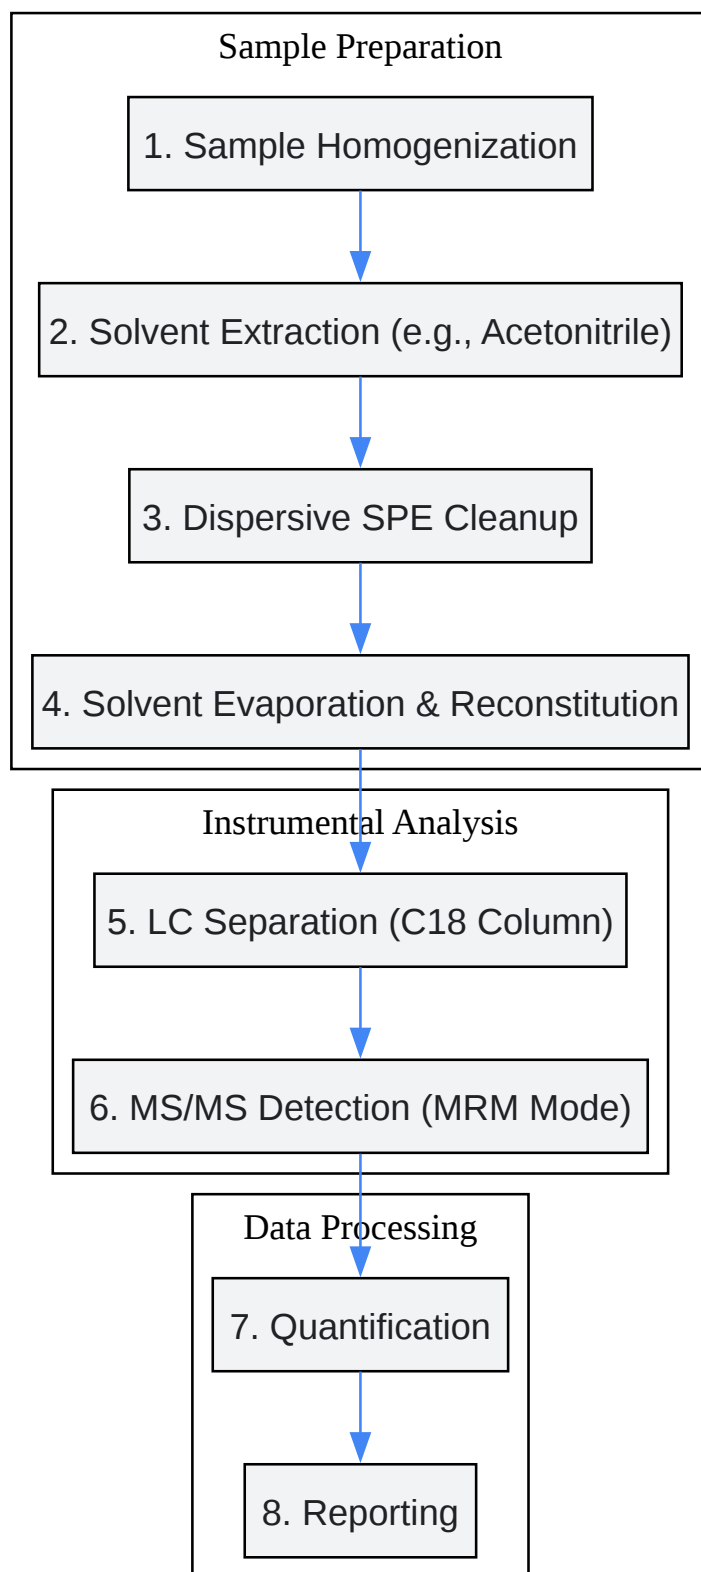 Sample Preparation
1. Sample Homogenization
2. Solvent Extraction (e.g., Acetonitrile)
3. Dispersive SPE Cleanup
4. Solvent Evaporation & Reconstitution
Instrumental Analysis
5. LC Separation (C18 Column)
6. MS/MS Detection (MRM Mode)
Data Processing
7. Quantification
8. Reporting